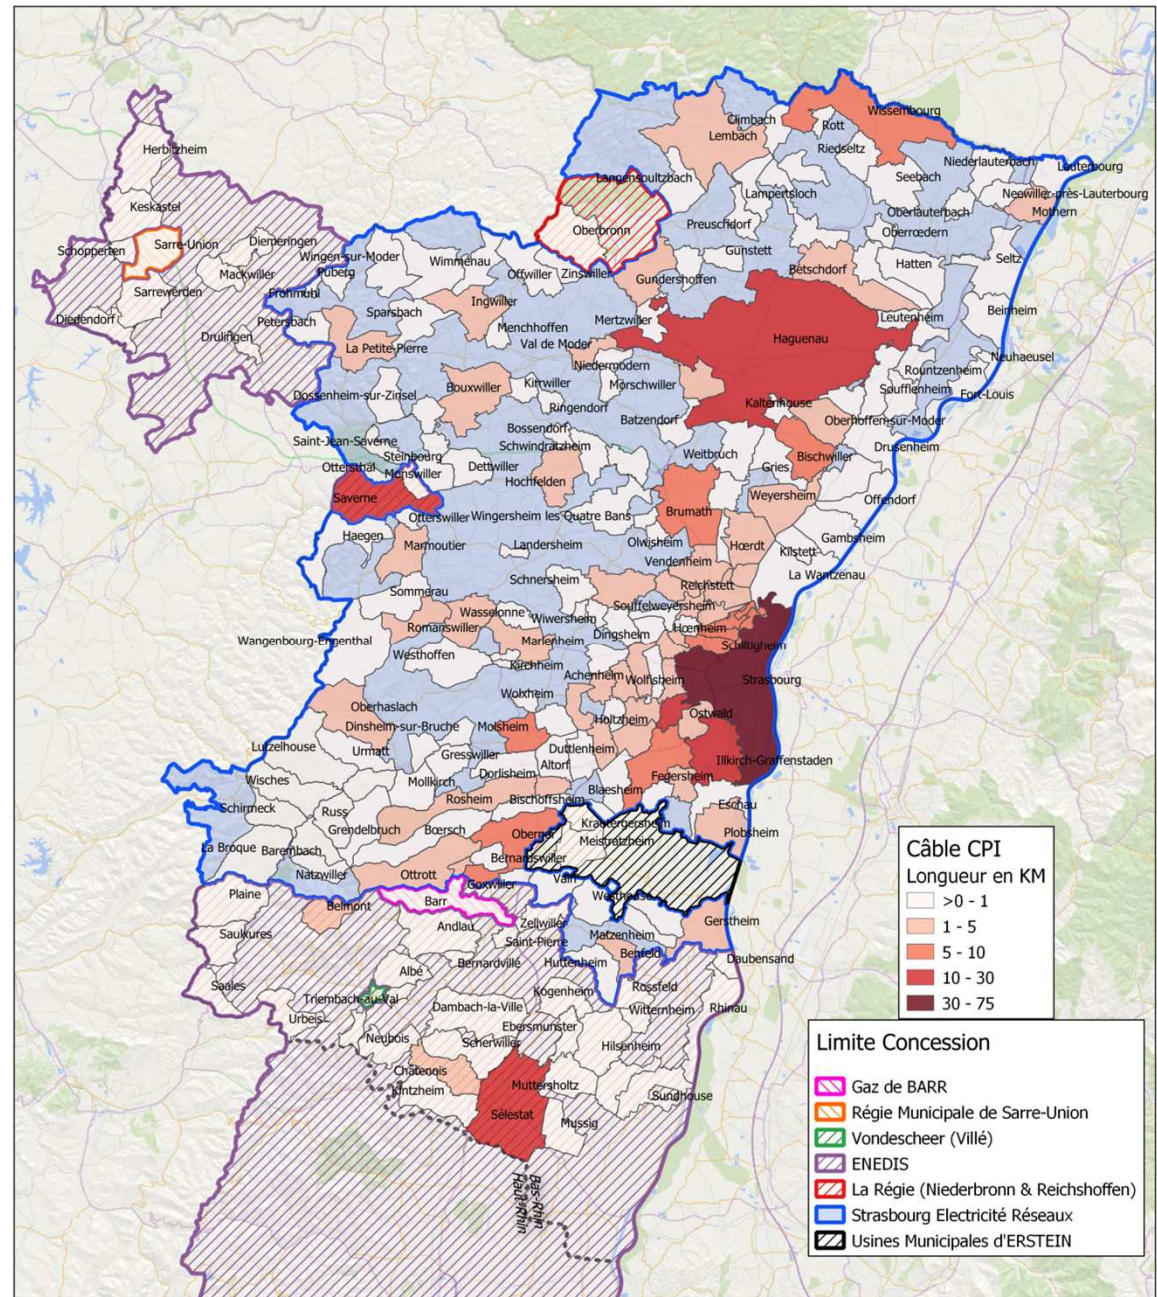 Climbach
Lembach
Wissembourg
Rott
Riedseltz
Herbitzheim
Niederlauterbach
Lauterbourg
Langensoultzbach
Seebach
Lampertsloch
Neewiller-près-Lauterbourg
Keskastel
Oberlauterbach
Mothern
Preuschdorf
Oberrœdern
Oberbronn
Schopperten
Sarre-Union
Diemeringen
Wingen-sur-Moder
Wimmenau
Gunstett
Seltz
Hatten
Puberg
Mackwiller
Offwiller
Zinswiller
Gundershoffen
Betschdorf
Sarrewerden
Frohmuhl
Ingwiller
Diedendorf
Petersbach
Sparsbach
Menchhoffen
Mertzwiller
Leutenheim
Beinheim
Drulingen
La Petite-Pierre
Val de Moder
Haguenau
Neuhaeusel
Niedermodern
Rountzenheim
Dossenheim-sur-Zinsel
Bouxwiller
Kirrwiller
Morschwiller
Soufflenheim
Fort-Louis
Ringendorf
Kaltenhouse
Batzendorf
Oberhoffen-sur-Moder
Saint-Jean-Saverne
Bossendorf
Schwindratzheim
Drusenheim
Steinbourg
Weitbruch
Bischwiller
Ottersthal
Monswiller
Dettwiller
Gries
Hochfelden
Saverne
Weyersheim
Offendorf
Otterswiller
Wingersheim les Quatre Bans
Brumath
Haegen
Marmoutier
Landersheim
Olwisheim
Hœrdt
Gambsheim
Kilstett
Vendenheim
La Wantzenau
Schnersheim
Reichstett
Sommerau
Souffelweyersheim
Wasselonne
Wiwersheim
Romanswiller
Dingsheim
Hœnheim
Wangenbourg-Engenthal
Marlenheim
Schiltigheim
Westhoffen
Kirchheim
Achenheim
Wolfisheim
Strasbourg
Wolxheim
Oberhaslach
Ostwald
Dinsheim-sur-Bruche
Molsheim
Holtzheim
Lutzelhouse
Urmatt
Gresswiller
Duttlenheim
Altorf
Illkirch-Graffenstaden
Wisches
Mollkirch
Dorlisheim
Fegersheim
Blaesheim
Rosheim
Bischoffsheim
Schirmeck
Russ
Eschau
Grendelbruch
Bœrsch
Obernai
Krautergersheim
Plobsheim
La Broque
Barembach
Meistratzheim
Bernardswiller
Natzwiller
Ottrott
Goxwiller
Valff
Plaine
Westhouse
Belmont
Barr
Gerstheim
Andlau
Zellwiller
Saulxures
Saint-Pierre
Matzenheim
Bernardvillé
Huttenheim
Benfeld
Daubensand
Albé
Saales
Kogenheim
Rossfeld
Triembach-au-Val
Dambach-la-Ville
Witternheim
Rhinau
Urbeis
Ebersmunster
Neubois
Scherwiller
Hilsenheim
Châtenois
Kintzheim
Muttersholtz
Sundhouse
Sélestat
Mussig
Bas-Rhin
Haut-Rhin
Câble CPI
Longueur en KM
>0 - 1
1 - 5
5 - 10
10 - 30
30 - 75
Limite Concession
Gaz de BARR
Régie Municipale de Sarre-Union
Vondescheer (Villé)
ENEDIS
La Régie (Niederbronn & Reichshoffen)
Strasbourg Electricité Réseaux
Usines Municipales d'ERSTEIN